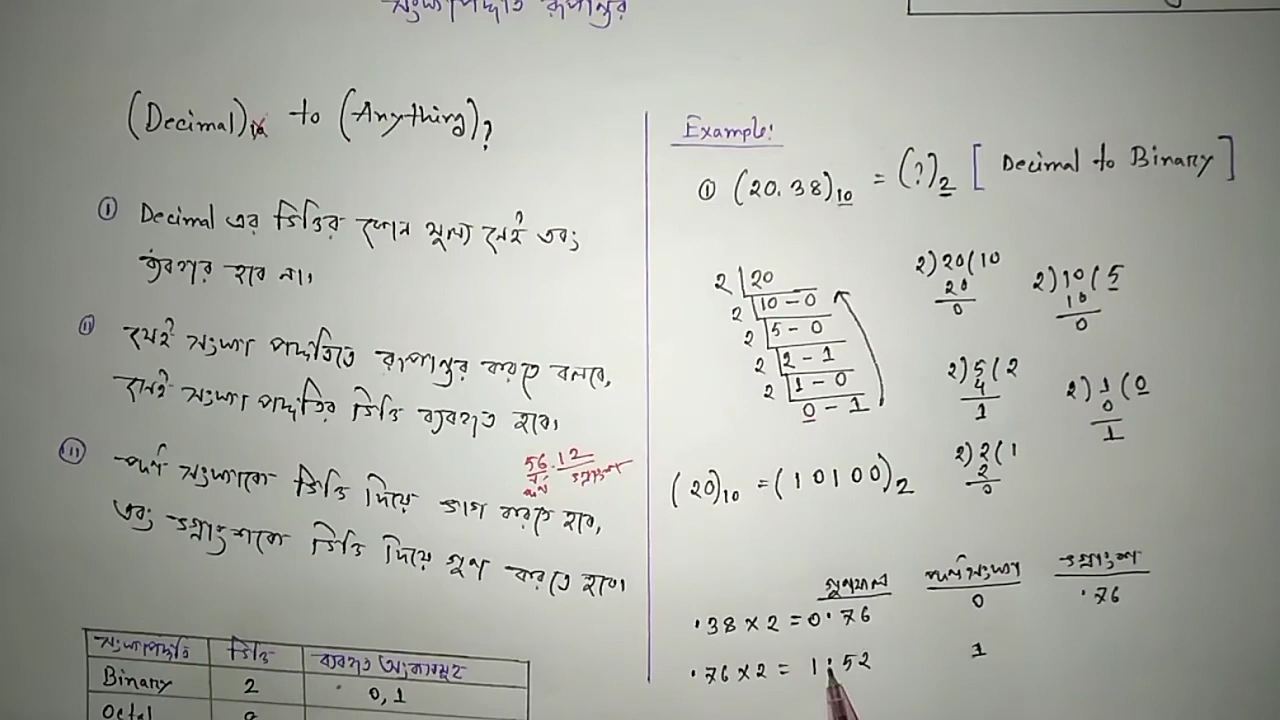 সংখ্যাপদ্ধতি রূপান্তর
(Decimal)₁₀ to (Anything)?
① Decimal এর ভিত্তির কোন মূল্য নেই এবং
ব্যবহার হবে না।
② যেই সংখ্যা পদ্ধতিতে রূপান্তর করতে বলবে,
সেই সংখ্যা পদ্ধতির ভিত্তি ব্যবহৃত হবে।
③ পূর্ণ সংখ্যাকে ভিত্তি দিয়ে ভাগ করতে হবে,
এবং ভগ্নাংশকে ভিত্তি দিয়ে গুণ করতে হবে।
56.12
পূর্ণ ভগ্নাংশ
সংখ্যাপদ্ধতি ভিত্তি ব্যবহৃত অংকসমূহ
Binary 2 0, 1
Octal
Example:
① (20.38)₁₀ = (?)₂ [Decimal to Binary]
2 | 20
2 | 10 – 0
2 | 5 – 0
2 | 2 – 1
2 | 1 – 0
0 – 1
2)20(10
20
0
2)10(5
10
0
2)5(2
4
1
2)1(0
0
1
2)2(1
2
0
(20)₁₀ = (10100)₂
গুণফল পূর্ণসংখ্যা ভগ্নাংশ
.38 × 2 = 0.76 0 .76
.76 × 2 = 1.52 1